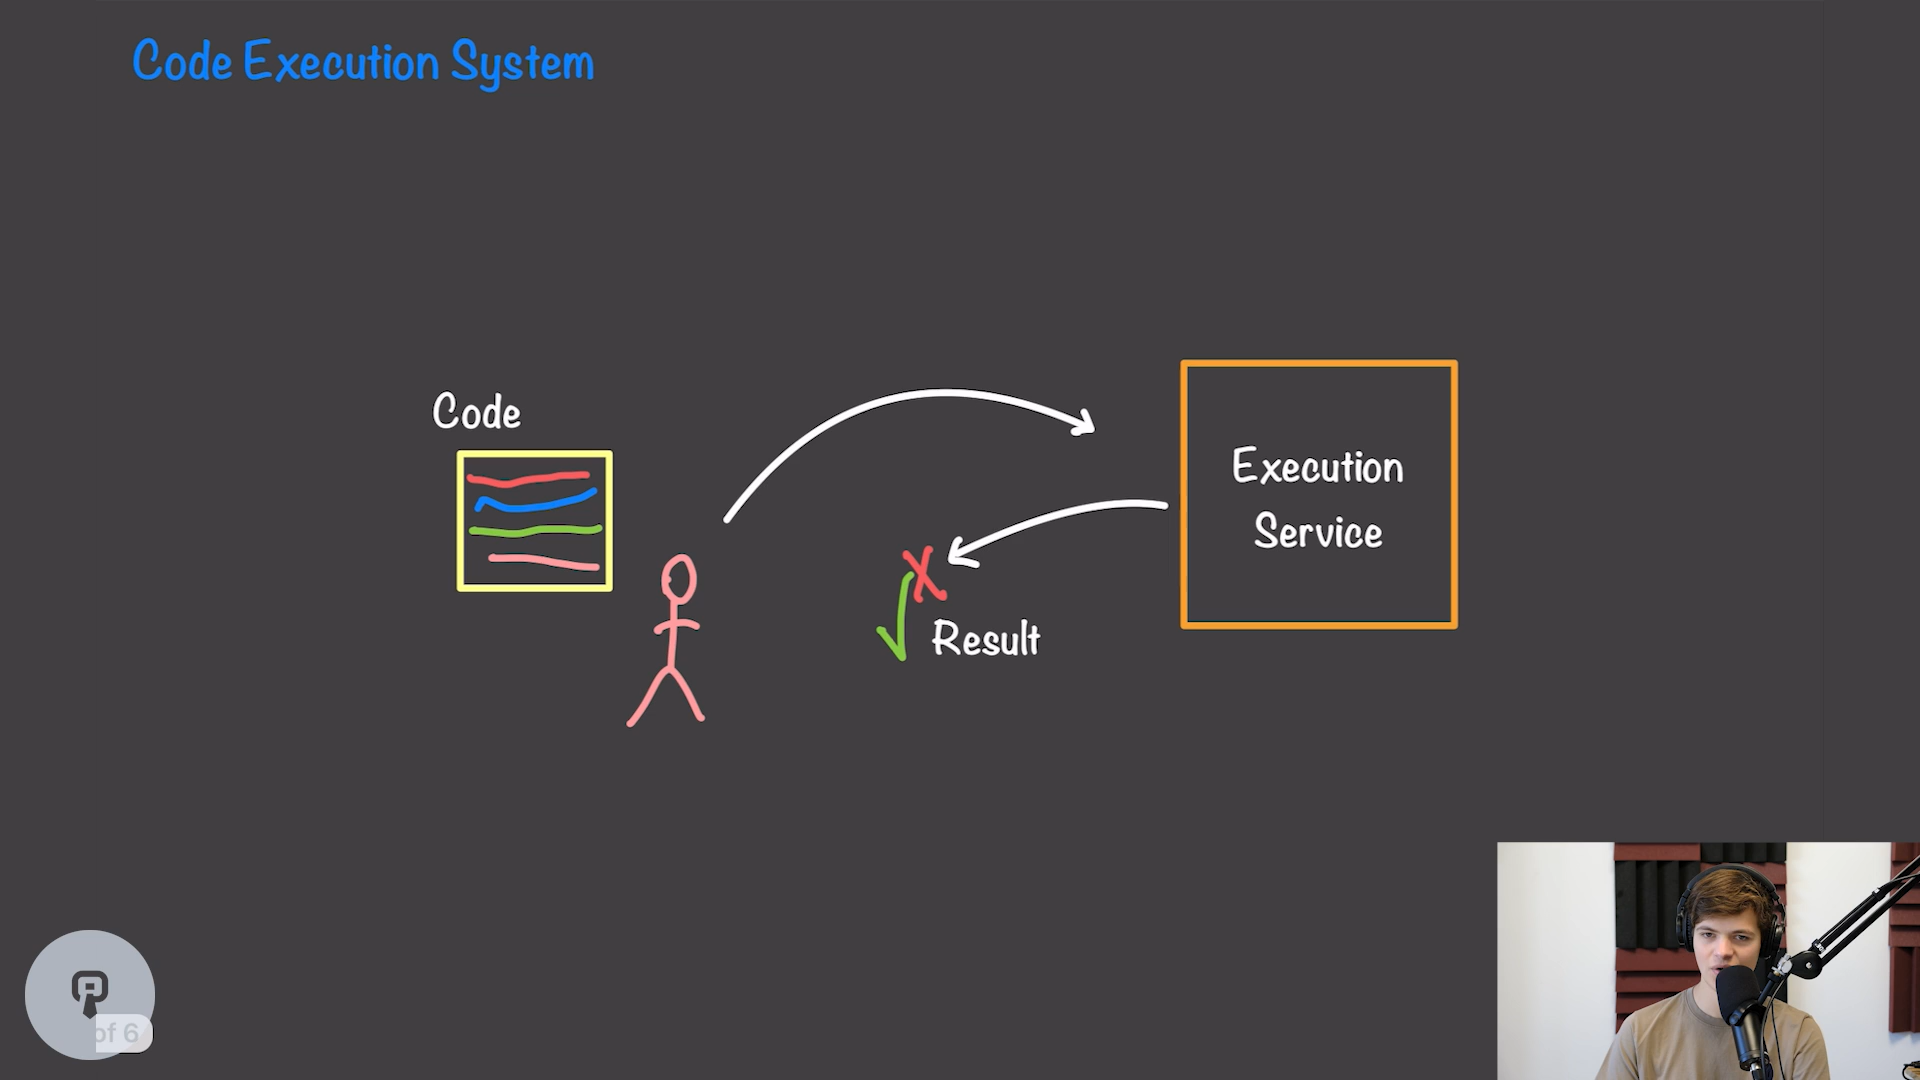 Code Execution System
Code
Execution
Service
Result
of 6